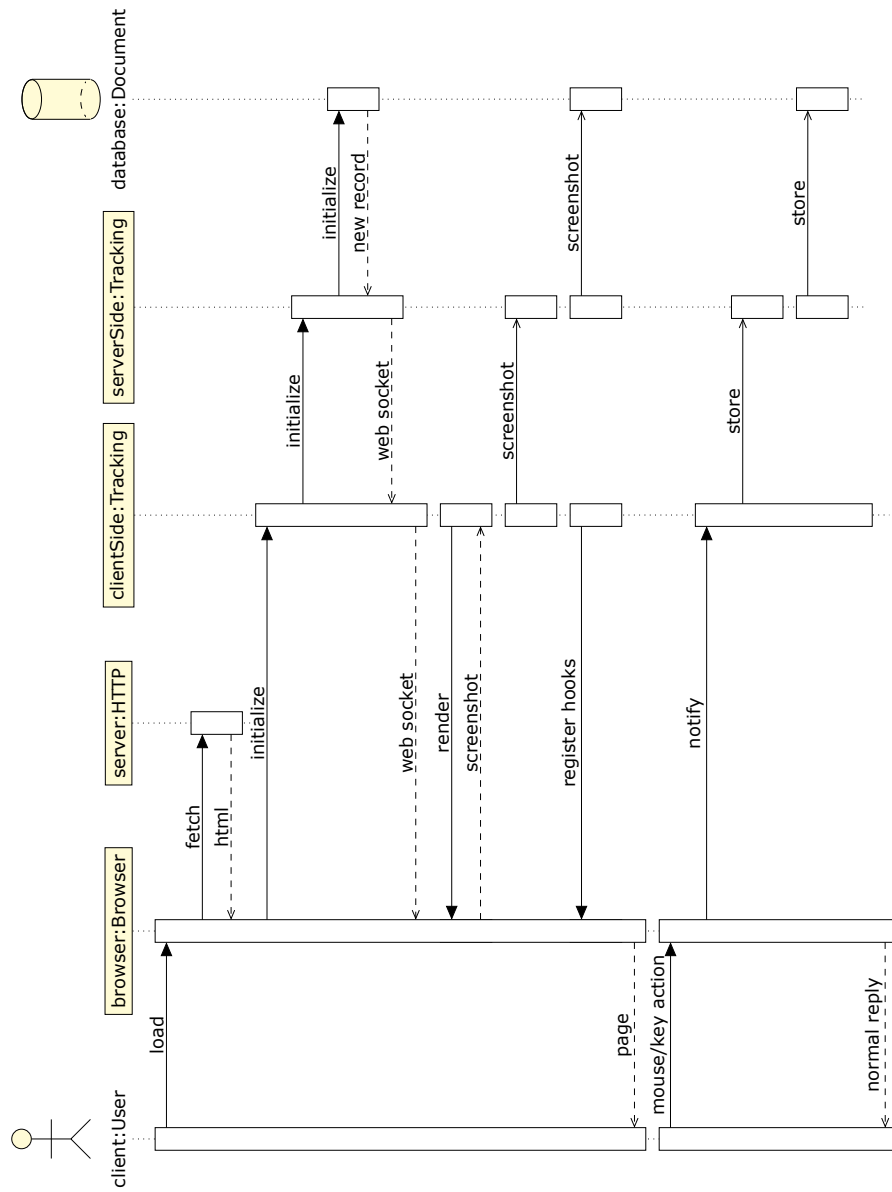 client:User
browser:Browser
server:HTTP
clientSide:Tracking
serverSide:Tracking
database:Document
load
fetch
html
initialize
initialize
initialize
new record
web socket
web socket
render
screenshot
screenshot
screenshot
register hooks
page
mouse/key action
notify
store
store
normal reply